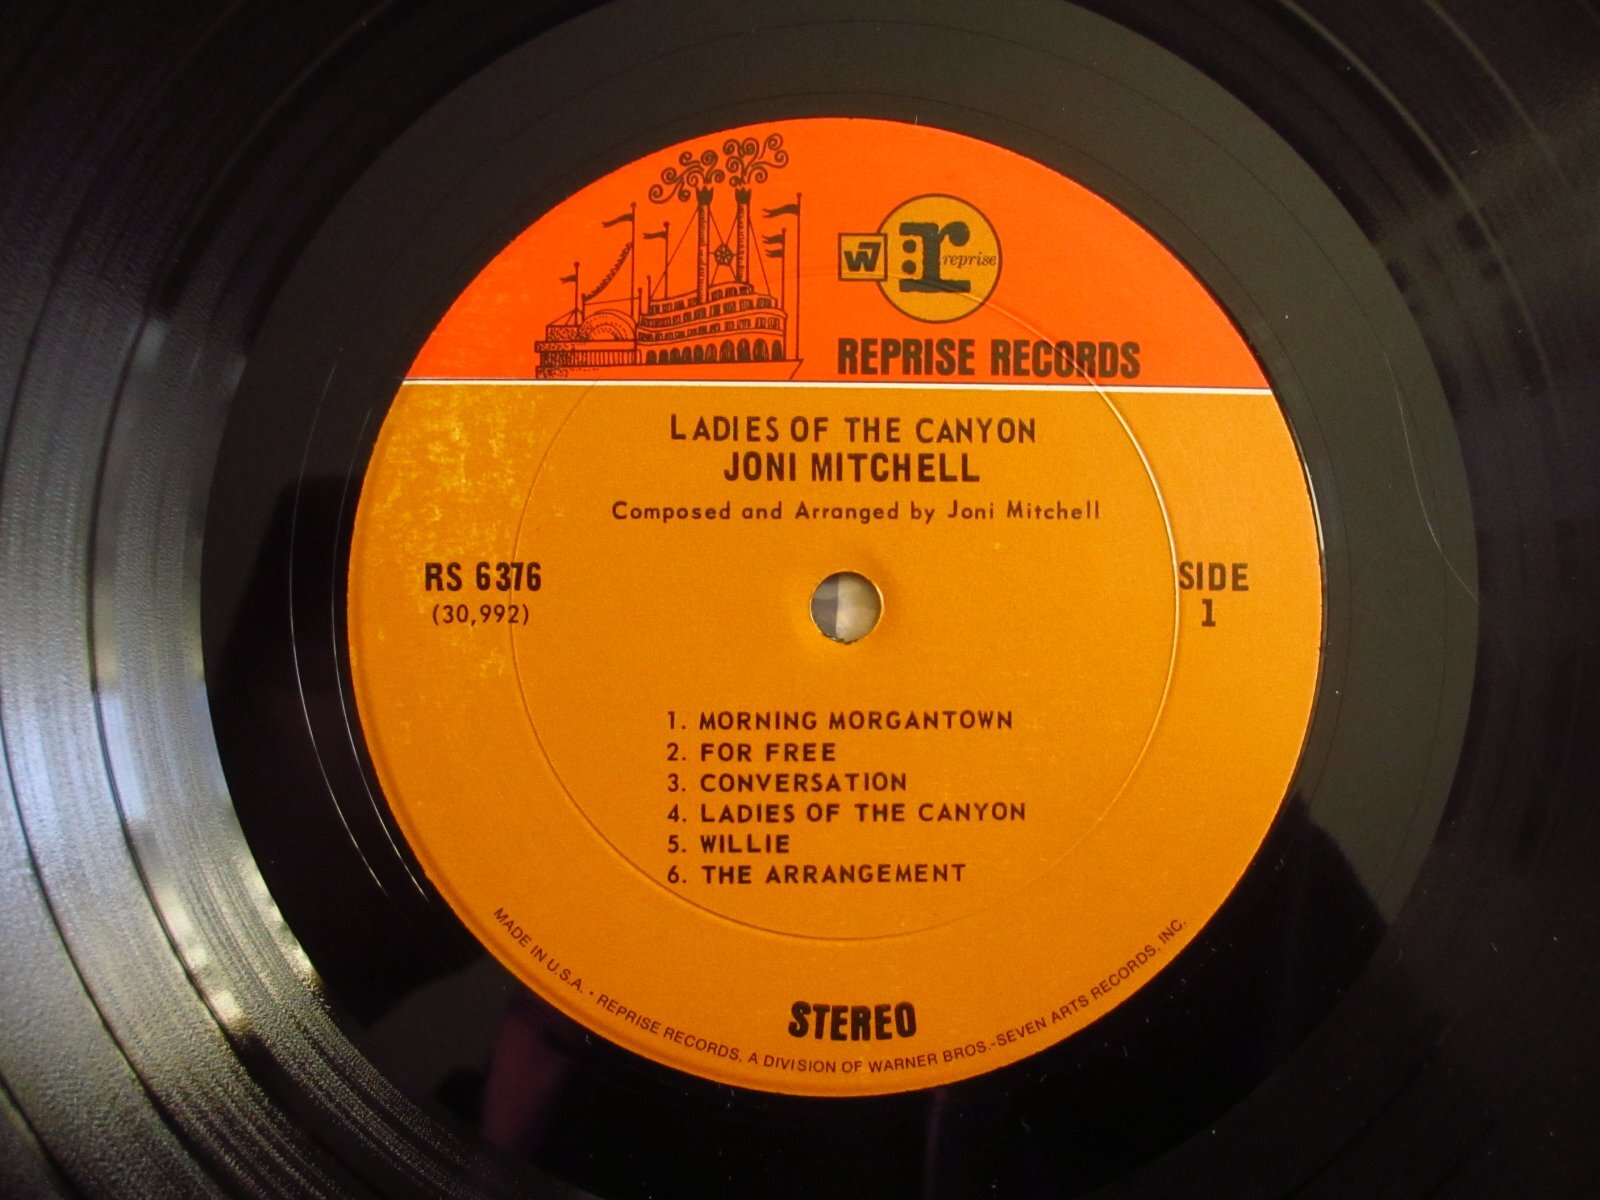 W7
r
reprise
REPRISE RECORDS
LADIES OF THE CANYON
JONI MITCHELL
Composed and Arranged by Joni Mitchell
RS 6376
(30,992)
SIDE
1
1. MORNING MORGANTOWN
2. FOR FREE
3. CONVERSATION
4. LADIES OF THE CANYON
5. WILLIE
6. THE ARRANGEMENT
STEREO
MADE IN U.S.A. • REPRISE RECORDS, A DIVISION OF WARNER BROS.-SEVEN ARTS RECORDS, INC.